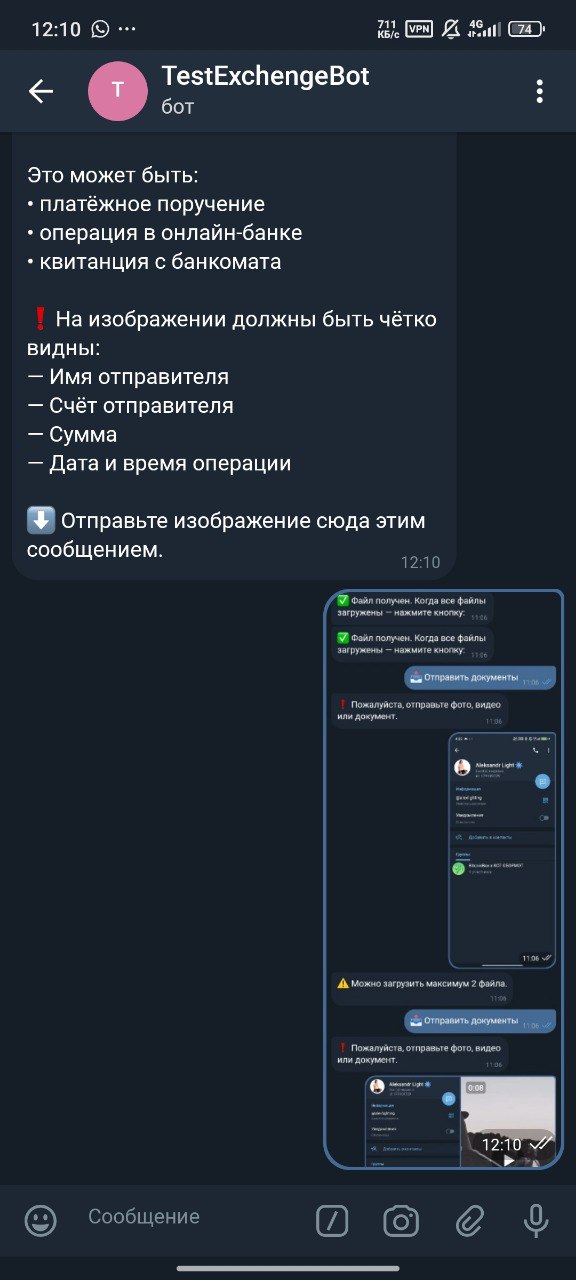 12:10
711
КБ/с
VPN
4G
74
T
TestExchengeBot
бот
Это может быть:
• платёжное поручение
• операция в онлайн-банке
• квитанция с банкомата
❗ На изображении должны быть чётко
видны:
— Имя отправителя
— Счёт отправителя
— Сумма
— Дата и время операции
⬇️ Отправьте изображение сюда этим
сообщением.
12:10
✅ Файл получен. Когда все файлы
загружены — нажмите кнопку:
11:06
✅ Файл получен. Когда все файлы
загружены — нажмите кнопку:
11:06
📤 Отправить документы
11:06
❗ Пожалуйста, отправьте фото, видео
или документ.
11:06
Aleksandr Light
Информация
Уведомления
Добавить в контакты
Группы
11:06
⚠️ Можно загрузить максимум 2 файла.
11:06
📤 Отправить документы
11:06
❗ Пожалуйста, отправьте фото, видео
или документ.
11:06
Aleksandr Light
0:08
Информация
Уведомления
Добавить в контакты
Группы
12:10
Сообщение